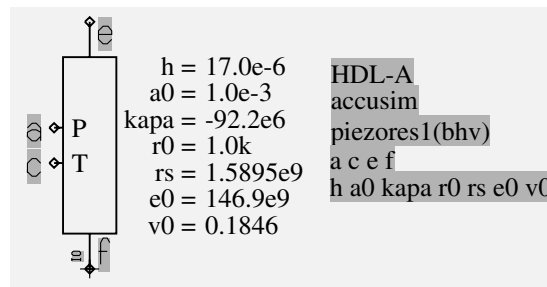 e
a
P
c
T
10
f
h = 17.0e-6
a0 = 1.0e-3
kapa = -92.2e6
r0 = 1.0k
rs = 1.5895e9
e0 = 146.9e9
v0 = 0.1846
HDL-A
accusim
piezores1(bhv)
a c e f
h a0 kapa r0 rs e0 v0